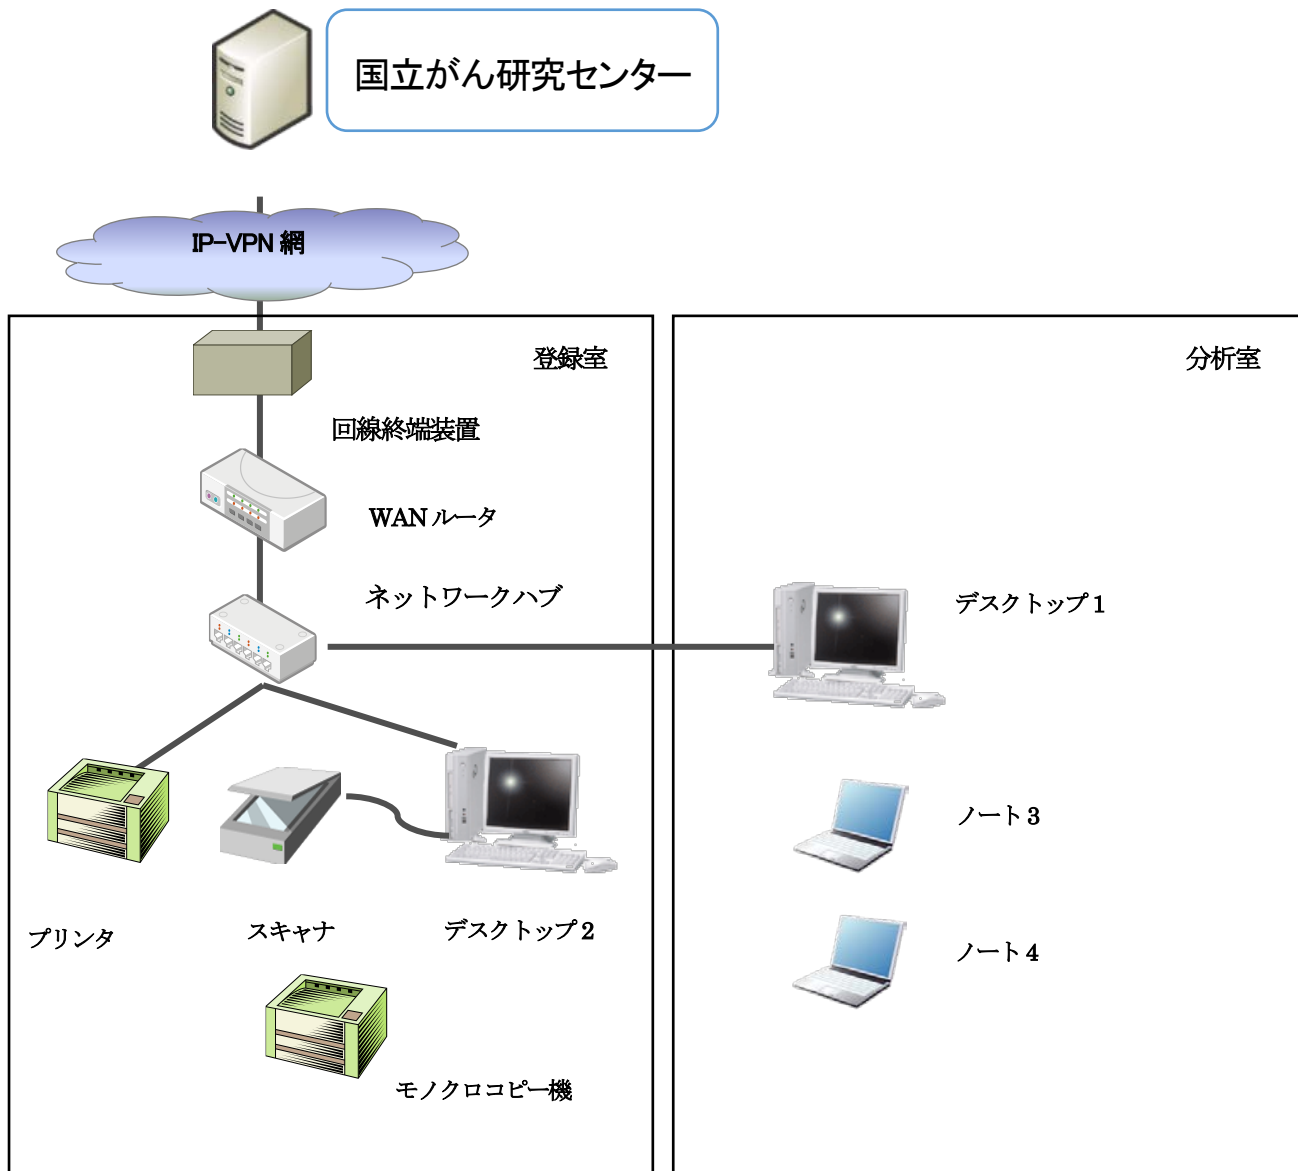 国立がん研究センター
IP-VPN 網
登録室
分析室
回線終端装置
WAN ルータ
ネットワークハブ
デスクトップ 1
ノート 3
プリンタ
スキャナ
デスクトップ 2
ノート 4
モノクロコピー機